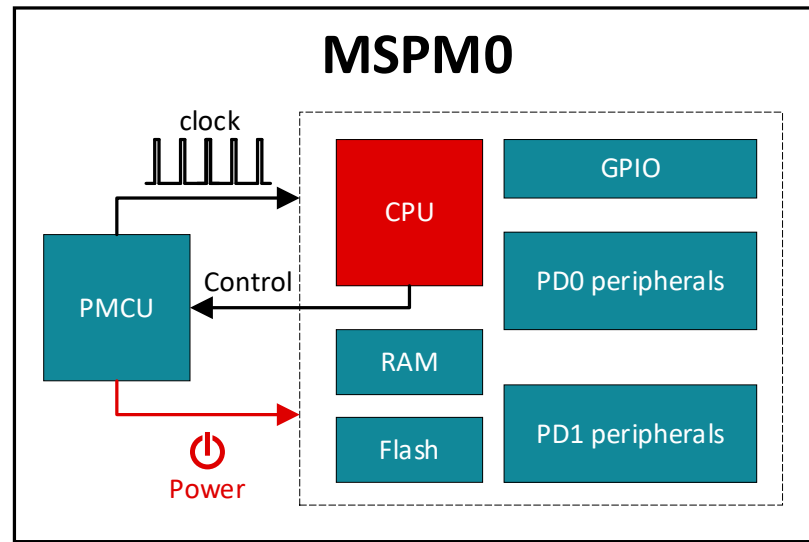 MSPM0
clock
CPU
GPIO
PMCU
Control
PD0 peripherals
RAM
Flash
PD1 peripherals
Power